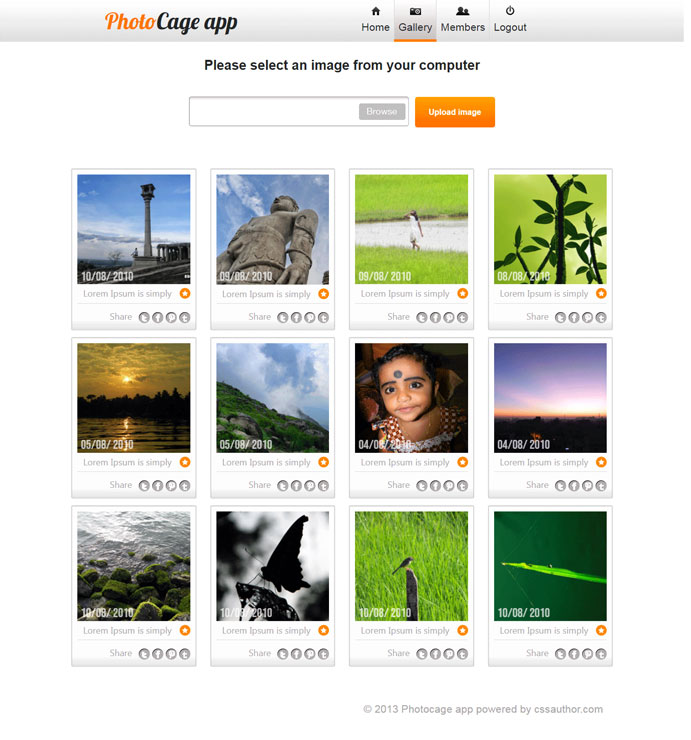 PhotoCage app
Home Gallery Members Logout
Please select an image from your computer
Browse Upload image
10/08/ 2010 09/08/ 2010 09/08/ 2010 08/08/ 2010
Lorem Ipsum is simply Lorem Ipsum is simply Lorem Ipsum is simply Lorem Ipsum is simply
Share Share Share Share
05/08/ 2010 05/08/ 2010 04/08/ 2010 04/08/ 2010
Lorem Ipsum is simply Lorem Ipsum is simply Lorem Ipsum is simply Lorem Ipsum is simply
Share Share Share Share
10/08/ 2010 10/08/ 2010 10/08/ 2010 10/08/ 2010
Lorem Ipsum is simply Lorem Ipsum is simply Lorem Ipsum is simply Lorem Ipsum is simply
Share Share Share Share
© 2013 Photocage app powered by cssauthor.com